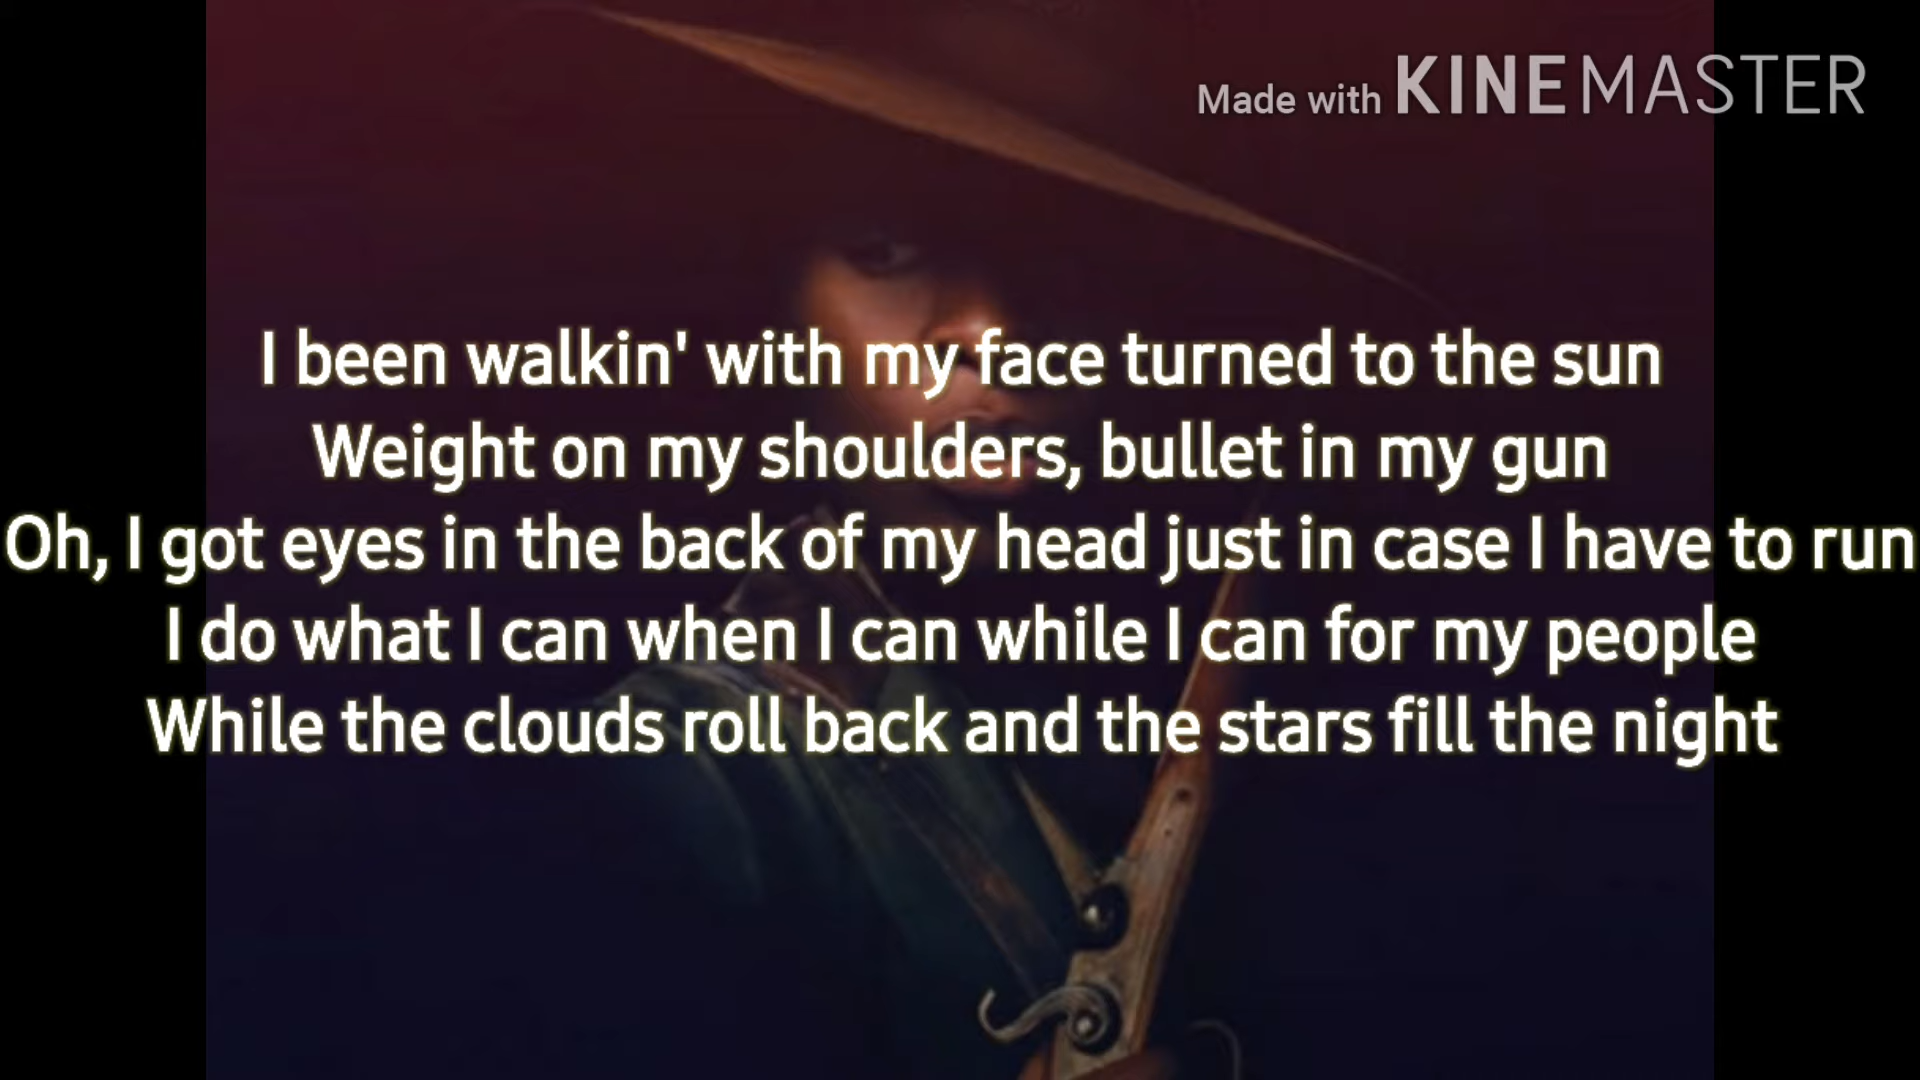 Made with KINEMASTER
I been walkin' with my face turned to the sun
Weight on my shoulders, bullet in my gun
Oh, I got eyes in the back of my head just in case I have to run
I do what I can when I can while I can for my people
While the clouds roll back and the stars fill the night